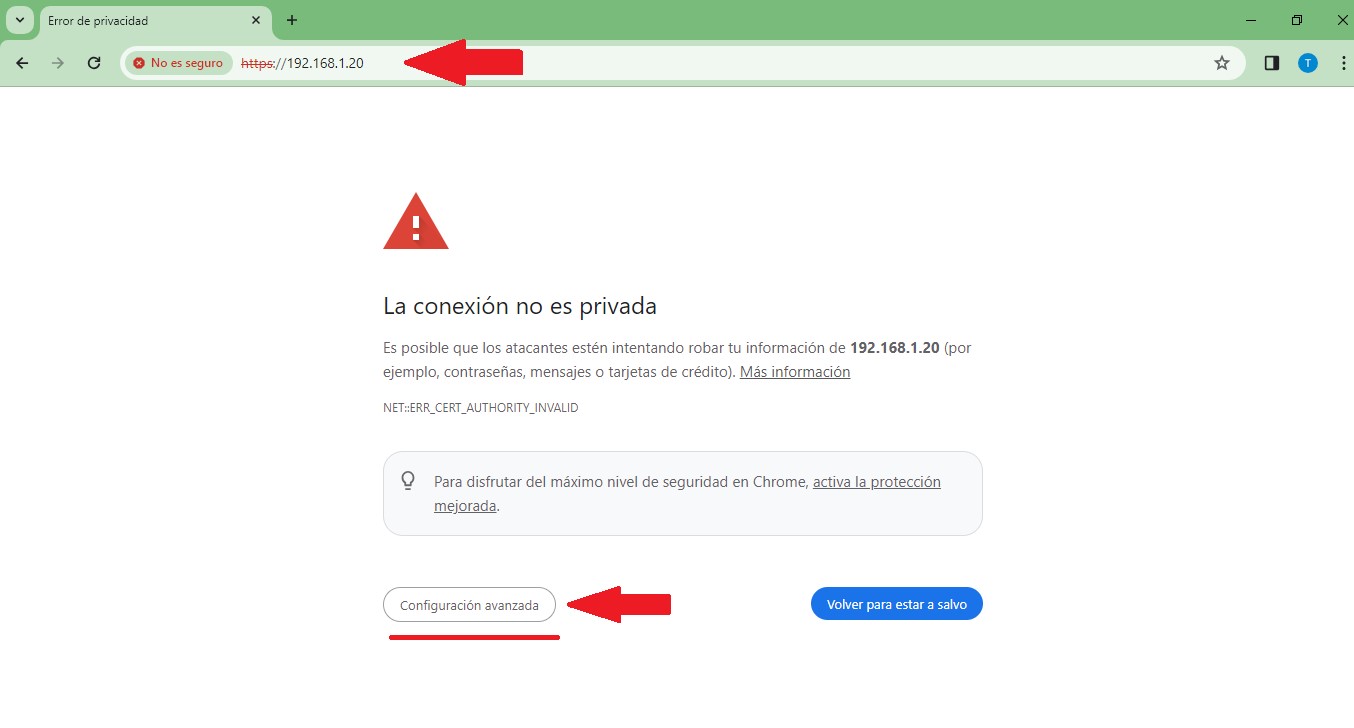 Error de privacidad
No es seguro https://192.168.1.20
T
La conexión no es privada
Es posible que los atacantes estén intentando robar tu información de 192.168.1.20 (por
ejemplo, contraseñas, mensajes o tarjetas de crédito). Más información
NET::ERR_CERT_AUTHORITY_INVALID
Para disfrutar del máximo nivel de seguridad en Chrome, activa la protección
mejorada.
Configuración avanzada
Volver para estar a salvo